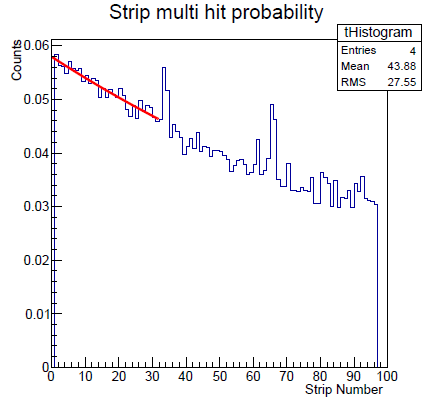 Strip multi hit probability
tHistogram
Entries 4
Mean 43.88
RMS 27.55
Counts
0.06
0.05
0.04
0.03
0.02
0.01
0
0 10 20 30 40 50 60 70 80 90 100
Strip Number